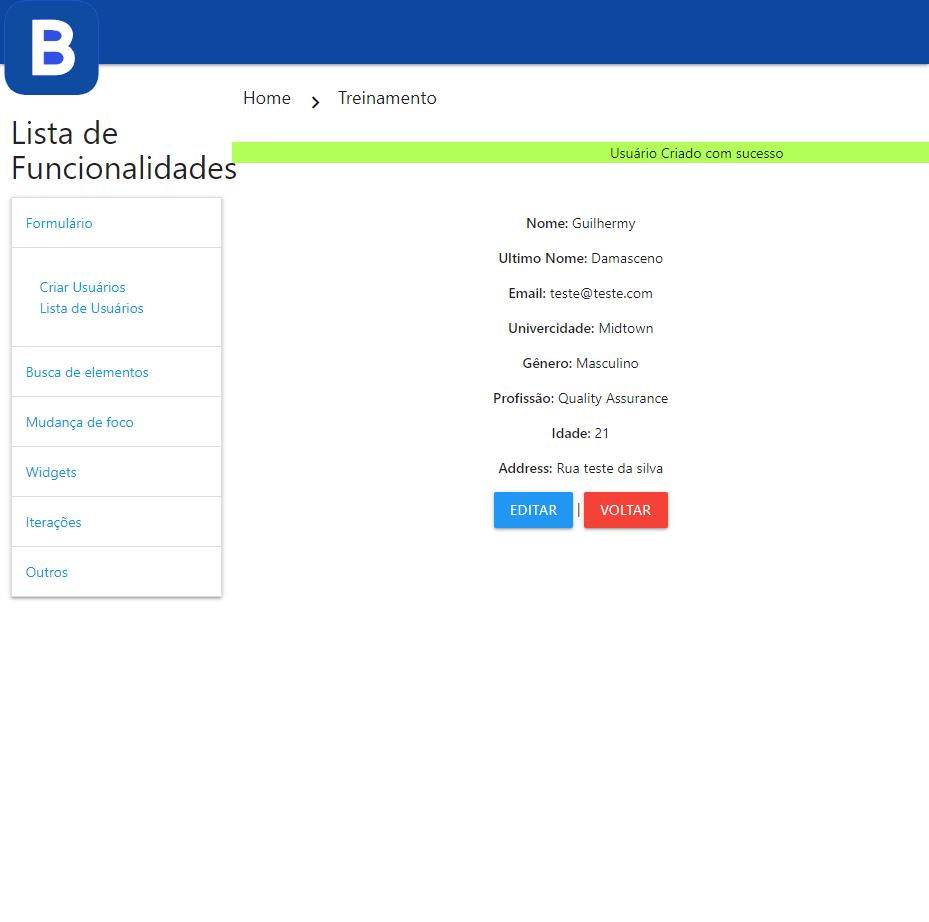 B
Home
Treinamento
Lista de
Funcionalidades
Usuário Criado com sucesso
Formulário
Criar Usuários
Lista de Usuários
Busca de elementos
Mudança de foco
Widgets
Iterações
Outros
Nome: Guilhermy
Ultimo Nome: Damasceno
Email: teste@teste.com
Univercidade: Midtown
Gênero: Masculino
Profissão: Quality Assurance
Idade: 21
Address: Rua teste da silva
EDITAR | VOLTAR